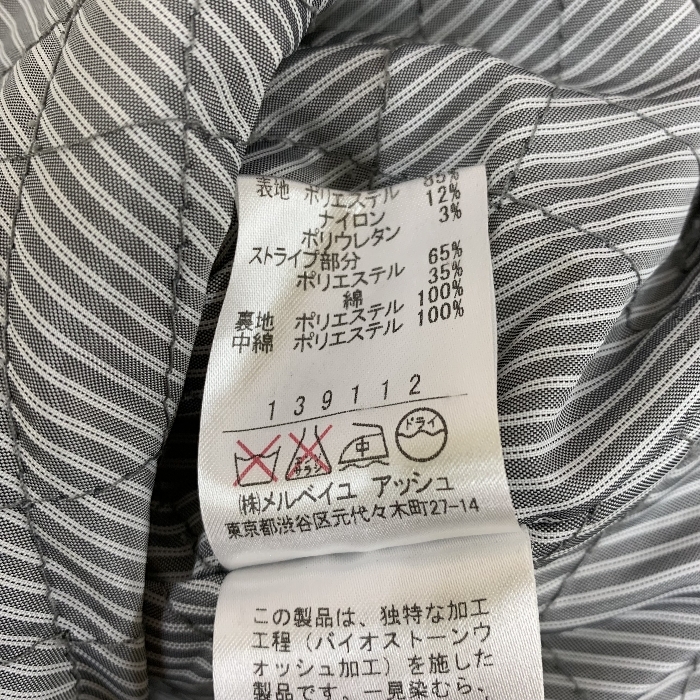 表地 ポリエステル 85%
ナイロン 12%
ポリウレタン 3%
ストライプ部分
ポリエステル 65%
綿 35%
裏地 ポリエステル 100%
中綿 ポリエステル 100%
139112
中 ドライ
㈱メルベイユ アッシュ
東京都渋谷区元代々木町27-14
この製品は、独特な加工
工程（バイオストーンウ
ォッシュ加工）を施した
製品です、一見染むら、